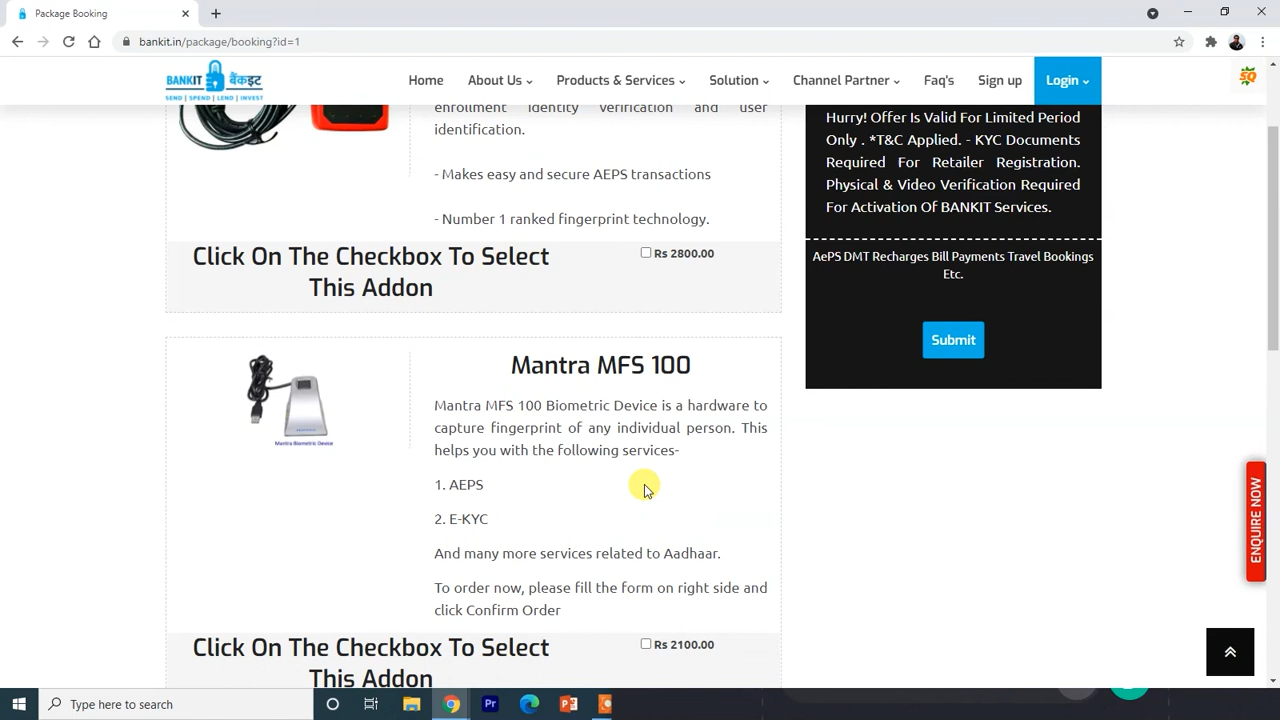 Package Booking
bankit.in/package/booking?id=1
BANKIT बैंकइट
SEND | SPEND | LEND | INVEST
Home
About Us
Products & Services
Solution
Channel Partner
Faq's
Sign up
Login
SQ
enrollment identity verification and user
identification.
- Makes easy and secure AEPS transactions
- Number 1 ranked fingerprint technology.
Click On The Checkbox To Select
This Addon
Rs 2800.00
Hurry! Offer Is Valid For Limited Period
Only . *T&C Applied. - KYC Documents
Required For Retailer Registration.
Physical & Video Verification Required
For Activation Of BANKIT Services.
AePS DMT Recharges Bill Payments Travel Bookings
Etc.
Submit
Mantra Biometric Device
Mantra MFS 100
Mantra MFS 100 Biometric Device is a hardware to
capture fingerprint of any individual person. This
helps you with the following services-
1. AEPS
2. E-KYC
And many more services related to Aadhaar.
To order now, please fill the form on right side and
click Confirm Order
Click On The Checkbox To Select
This Addon
Rs 2100.00
ENQUIRE NOW
Type here to search
Pr